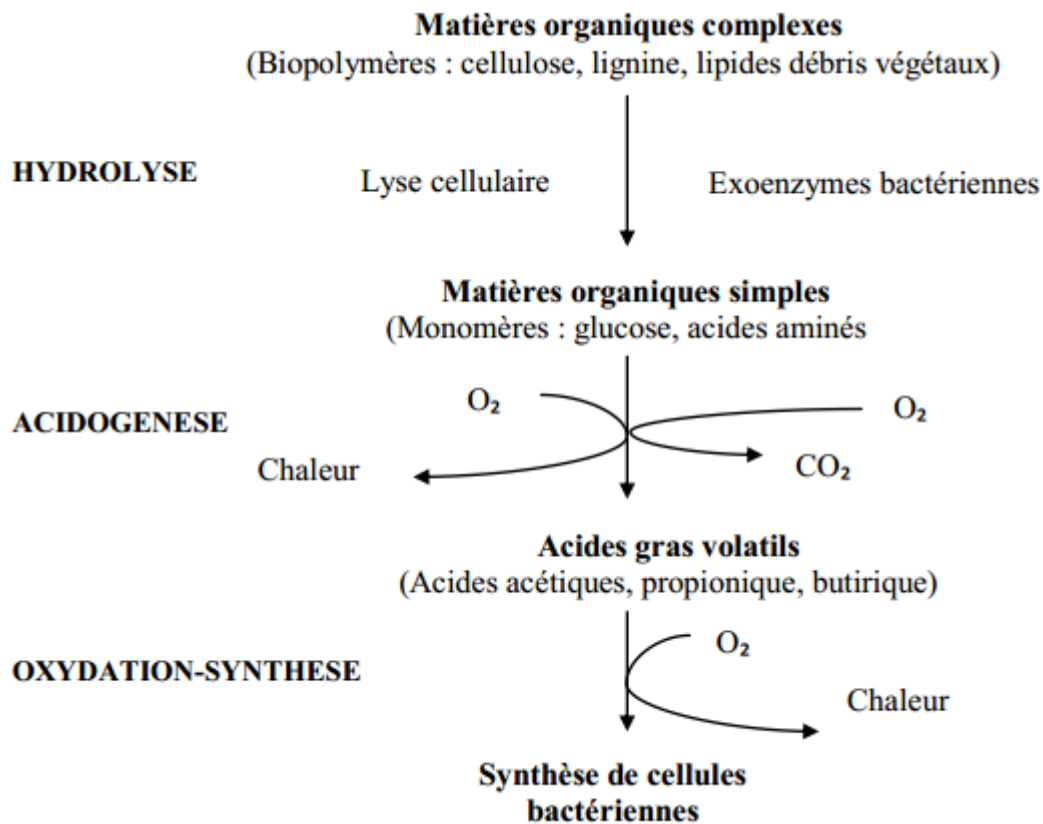 Matières organiques complexes
(Biopolymères : cellulose, lignine, lipides débris végétaux)
HYDROLYSE
Lyse cellulaire
Exoenzymes bactériennes
Matières organiques simples
(Monomères : glucose, acides aminés
O₂
O₂
ACIDOGENESE
Chaleur
CO₂
Acides gras volatils
(Acides acétiques, propionique, butirique)
O₂
OXYDATION-SYNTHESE
Chaleur
Synthèse de cellules
bactériennes